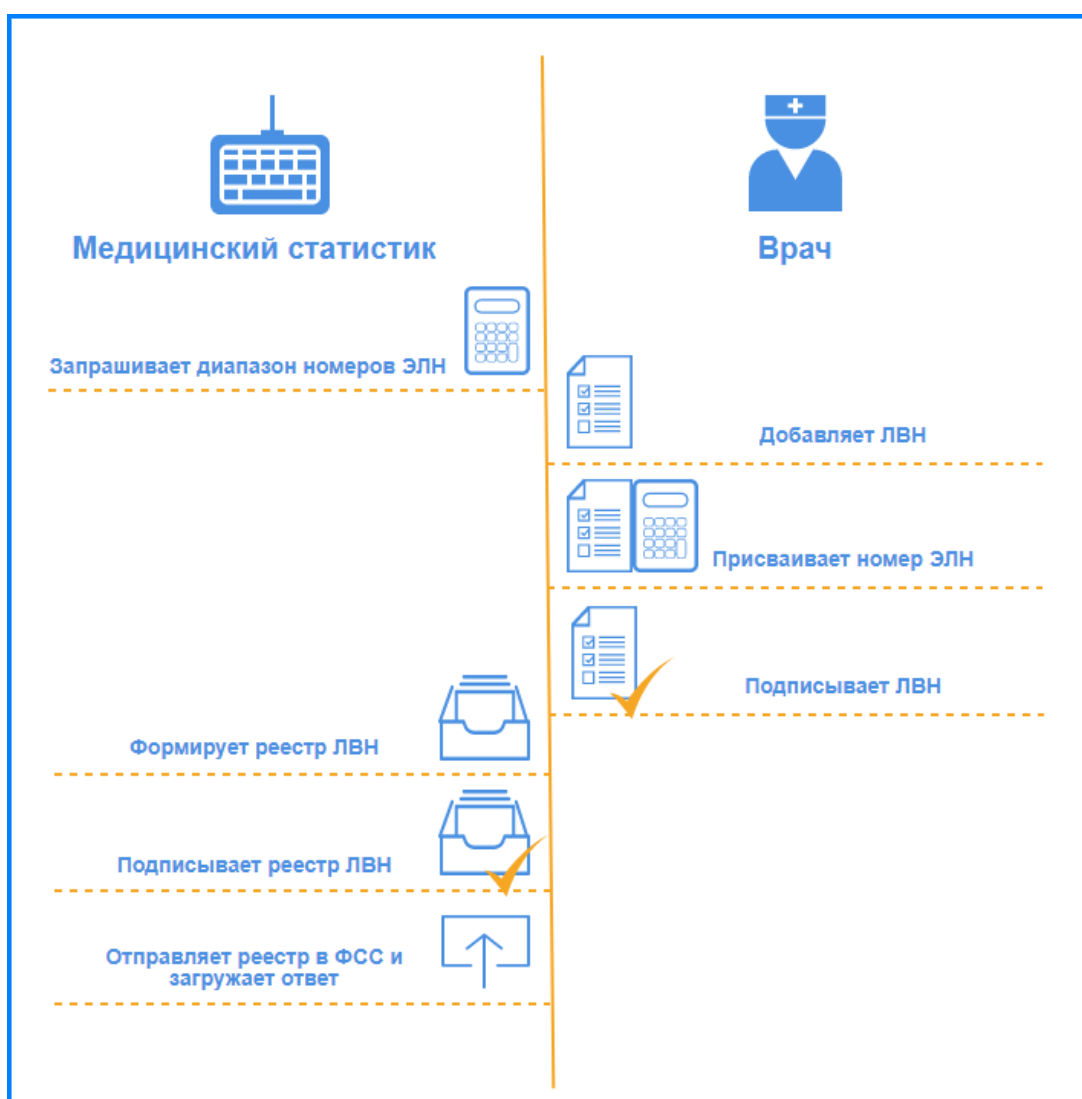 Медицинский статистик
Врач
Запрашивает диапазон номеров ЭЛН
Добавляет ЛВН
Присваивает номер ЭЛН
Подписывает ЛВН
Формирует реестр ЛВН
Подписывает реестр ЛВН
Отправляет реестр в ФСС и
загружает ответ